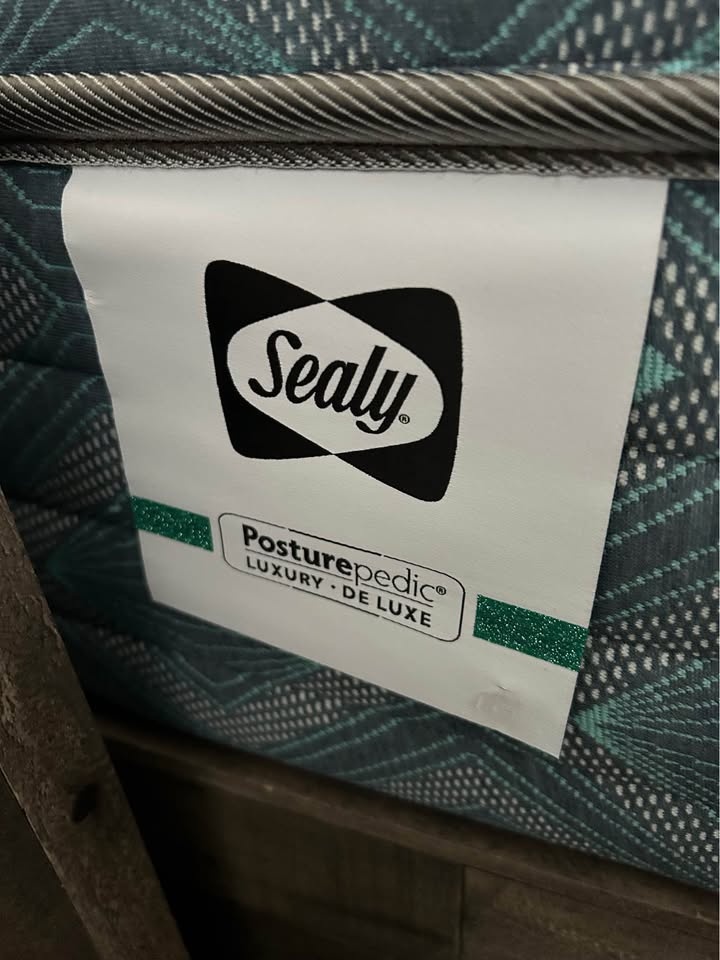 Sealy®
Posturepedic®
LUXURY · DE LUXE